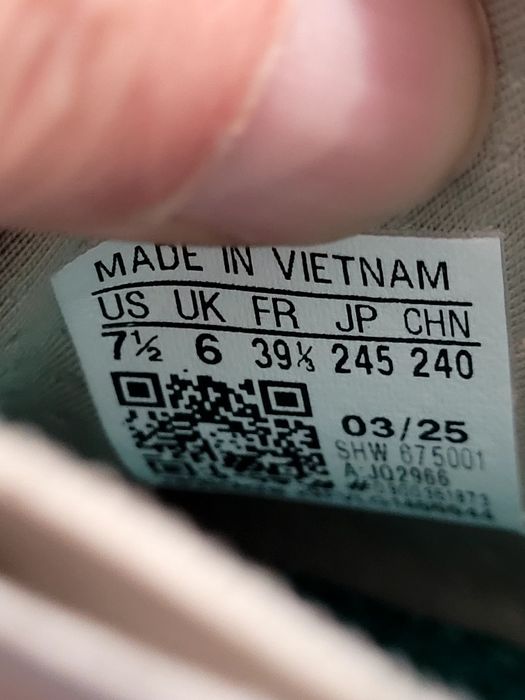 MADE IN VIETNAM
US UK FR JP CHN
7½ 6 39⅓ 245 240
03/25
SHW 675001
A:JQ2966